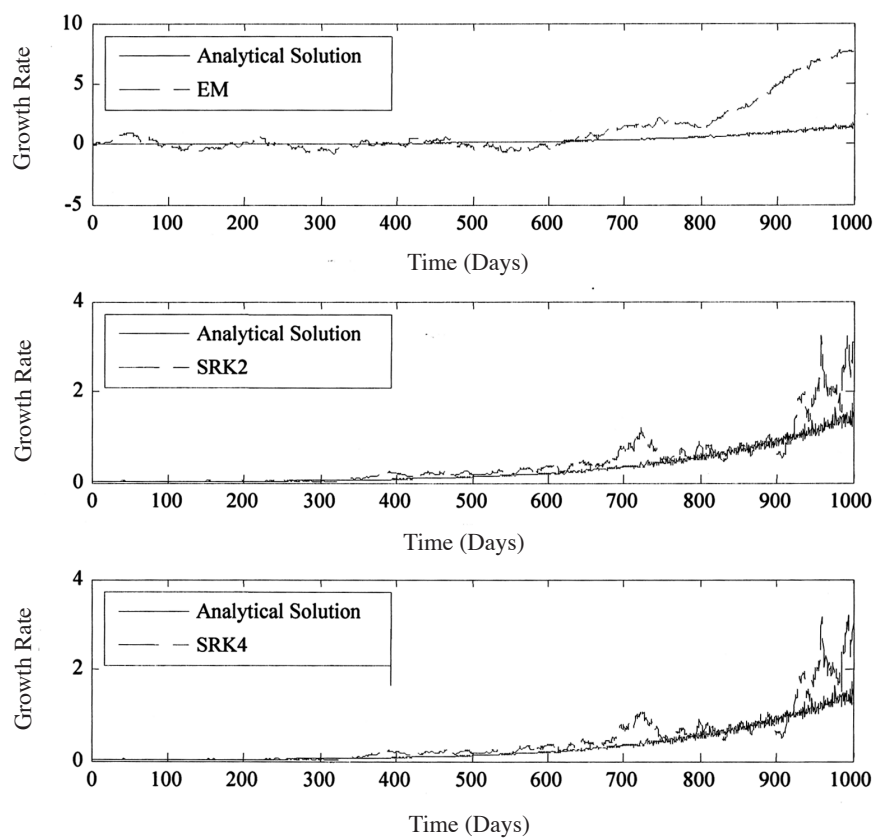 10
5
0
-5
Growth Rate
Analytical Solution
EM
0 100 200 300 400 500 600 700 800 900 1000
Time (Days)
4
2
0
Growth Rate
Analytical Solution
SRK2
0 100 200 300 400 500 600 700 800 900 1000
Time (Days)
4
2
0
Growth Rate
Analytical Solution
SRK4
0 100 200 300 400 500 600 700 800 900 1000
Time (Days)